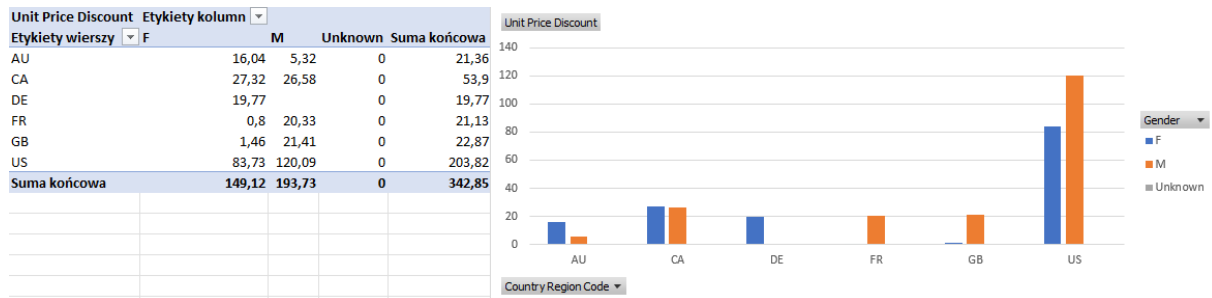 Unit Price Discount Etykiety kolumn
Etykiety wierszy F M Unknown Suma końcowa
AU 16,04 5,32 0 21,36
CA 27,32 26,58 0 53,9
DE 19,77 0 19,77
FR 0,8 20,33 0 21,13
GB 1,46 21,41 0 22,87
US 83,73 120,09 0 203,82
Suma końcowa 149,12 193,73 0 342,85
Unit Price Discount
140
120
100
80
60
40
20
0
AU CA DE FR GB US
Gender
F
M
Unknown
Country Region Code